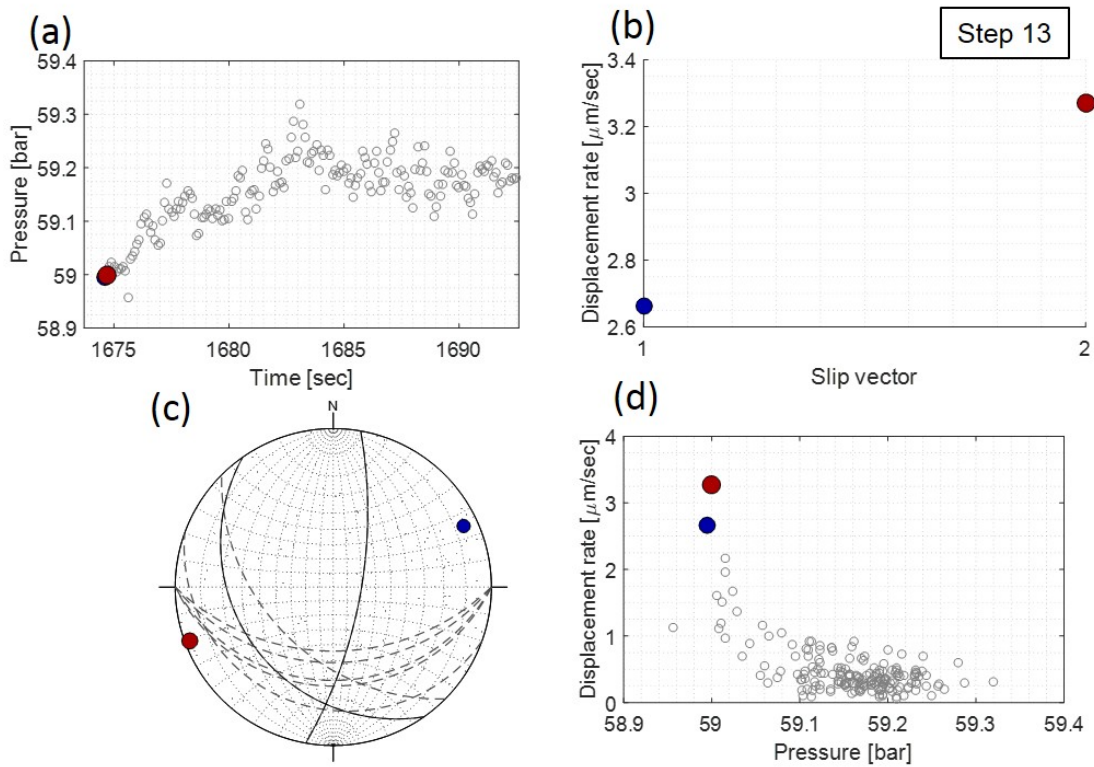 (a)
59.4
59.3
59.2
59.1
59
58.9
Pressure [bar]
1675 1680 1685 1690
Time [sec]
(b)
Step 13
3.4
3.2
3
2.8
2.6
Displacement rate [μm/sec]
1 2
Slip vector
(c)
N
(d)
4
3
2
1
0
Displacement rate [μm/sec]
58.9 59 59.1 59.2 59.3 59.4
Pressure [bar]